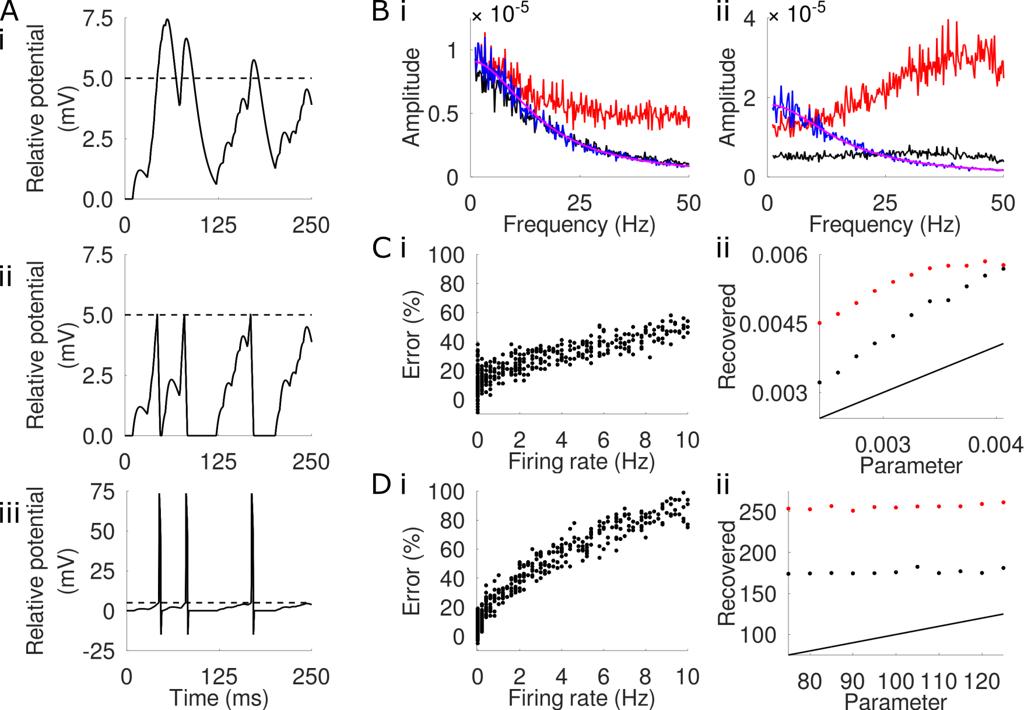 A
i
Relative potential
(mV)
7.5
5.0
2.5
0.0
0 125 250
ii
Relative potential
(mV)
7.5
5.0
2.5
0.0
0 125 250
iii
Relative potential
(mV)
75
50
25
0
-25
0 125 250
Time (ms)
B i
× 10⁻⁵
Amplitude
1
0.5
0
0 25 50
Frequency (Hz)
ii
× 10⁻⁵
Amplitude
4
2
0
0 25 50
Frequency (Hz)
C i
Error (%)
100
80
60
40
20
0
0 2 4 6 8 10
Firing rate (Hz)
ii
Recovered
0.006
0.0045
0.003
0.003 0.004
Parameter
D i
Error (%)
100
80
60
40
20
0
0 2 4 6 8 10
Firing rate (Hz)
ii
Recovered
250
200
150
100
80 90 100 110 120
Parameter